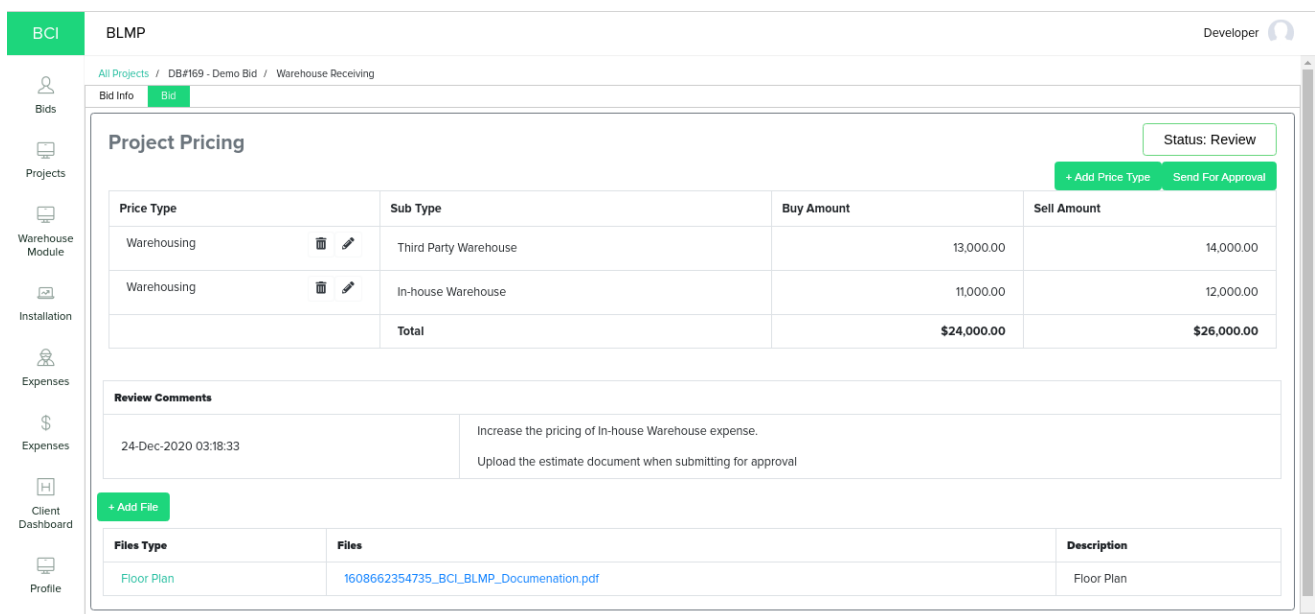 BCI
BLMP
Developer
Bids
Projects
Warehouse
Module
Installation
Expenses
Expenses
Client
Dashboard
Profile
All Projects / DB#169 - Demo Bid / Warehouse Receiving
Bid Info Bid
Project Pricing
Status: Review
+ Add Price Type Send For Approval
Price Type Sub Type Buy Amount Sell Amount
Warehousing Third Party Warehouse 13,000.00 14,000.00
Warehousing In-house Warehouse 11,000.00 12,000.00
Total $24,000.00 $26,000.00
Review Comments
24-Dec-2020 03:18:33
Increase the pricing of In-house Warehouse expense.
Upload the estimate document when submitting for approval
+ Add File
Files Type Files Description
Floor Plan 1608662354735_BCI_BLMP_Documenation.pdf Floor Plan